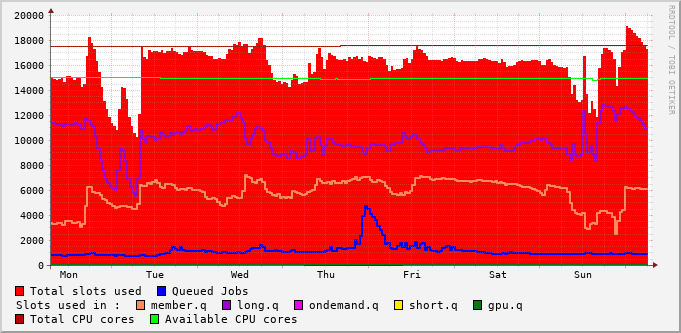 RRDTOOL / TOBI OETIKER
20000
18000
16000
14000
12000
10000
8000
6000
4000
2000
0
Mon Tue Wed Thu Fri Sat Sun
Total slots used Queued Jobs
Slots used in : member.q long.q ondemand.q short.q gpu.q
Total CPU cores Available CPU cores